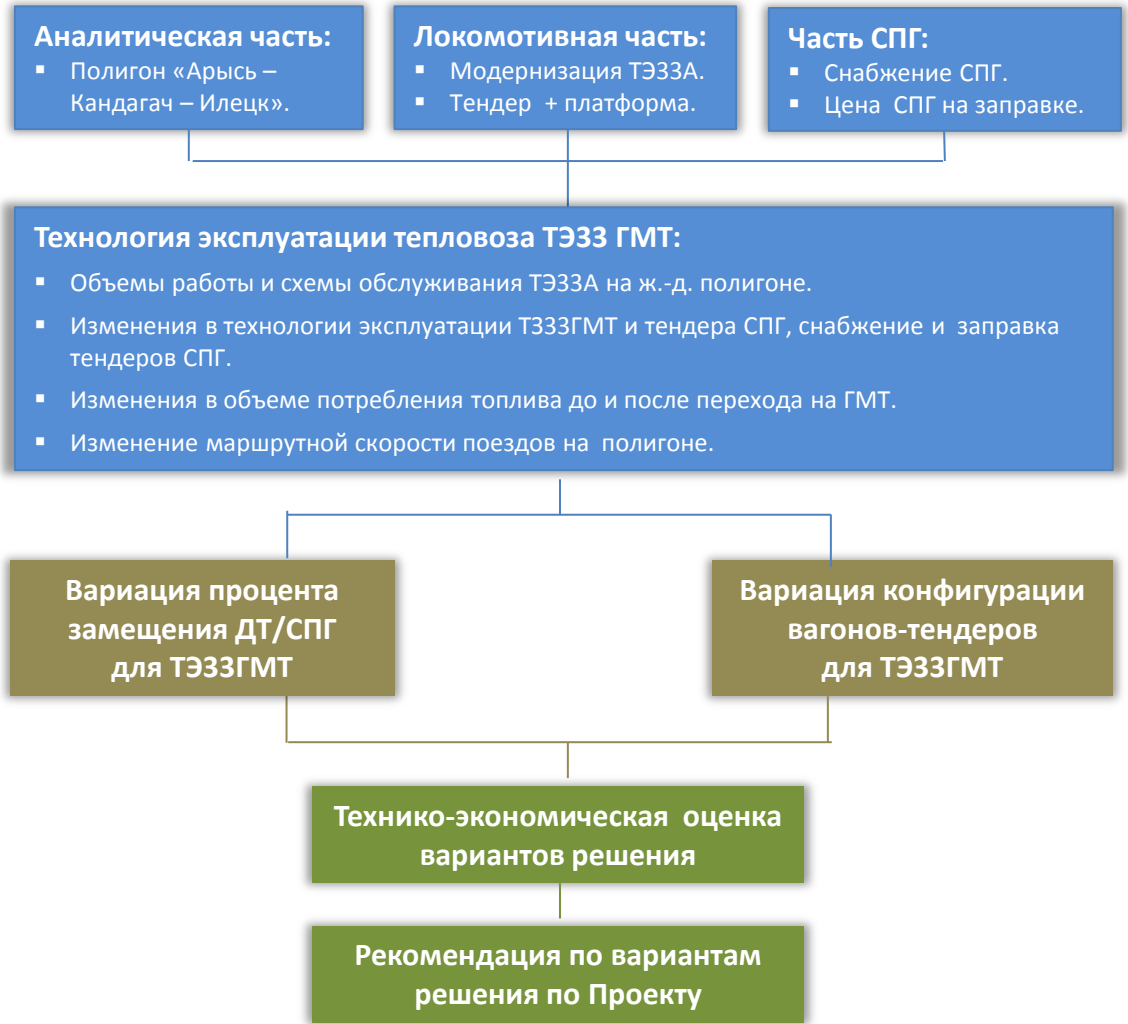 Аналитическая часть:
▪ Полигон «Арысь –
Кандагач – Илецк».
Локомотивная часть:
▪ Модернизация ТЭ33А.
▪ Тендер + платформа.
Часть СПГ:
▪ Снабжение СПГ.
▪ Цена СПГ на заправке.
Технология эксплуатации тепловоза ТЭ33 ГМТ:
▪ Объемы работы и схемы обслуживания ТЭ33А на ж.-д. полигоне.
▪ Изменения в технологии эксплуатации ТЗ33ГМТ и тендера СПГ, снабжение и заправка
тендеров СПГ.
▪ Изменения в объеме потребления топлива до и после перехода на ГМТ.
▪ Изменение маршрутной скорости поездов на полигоне.
Вариация процента
замещения ДТ/СПГ
для ТЭ33ГМТ
Вариация конфигурации
вагонов-тендеров
для ТЭ33ГМТ
Технико-экономическая оценка
вариантов решения
Рекомендация по вариантам
решения по Проекту